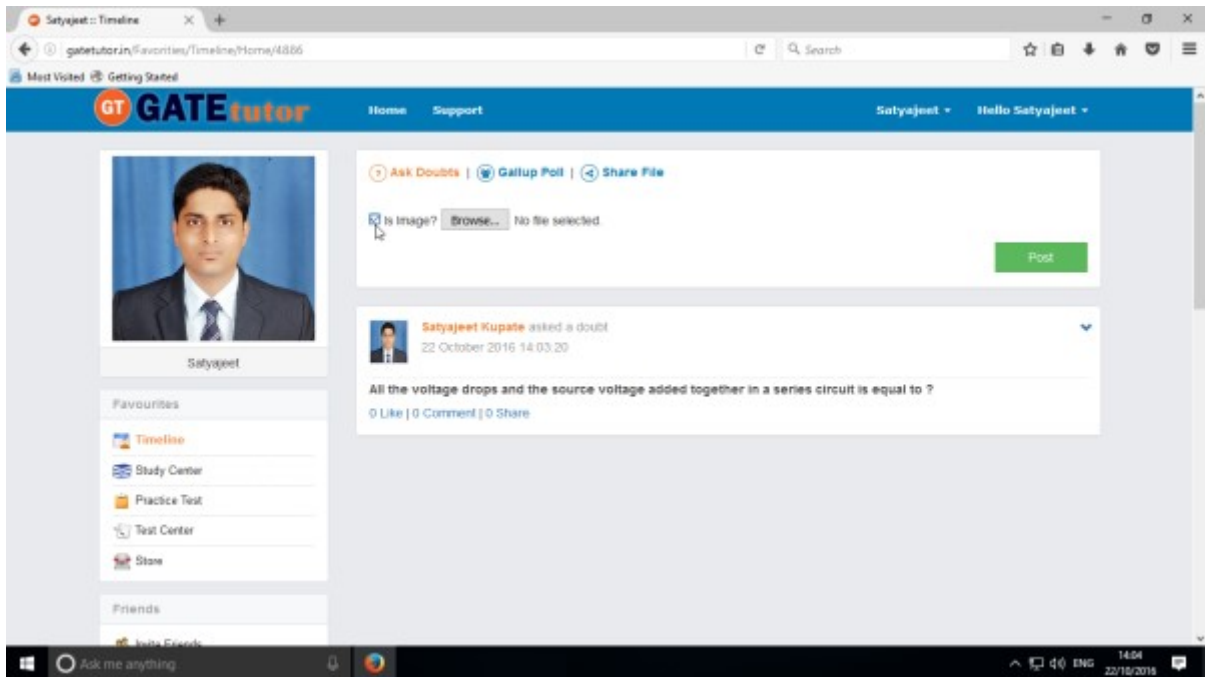 Satyajeet :: Timeline
gatetutor.in/Favorities/Timeline/Home/4886
Search
Most Visited Getting Started
GT GATEtutor Home Support Satyajeet Hello Satyajeet
? Ask Doubts | Gallup Poll | Share File
Is Image? Browse... No file selected.
Post
Satyajeet Kupate asked a doubt
22 October 2016 14:03:20
All the voltage drops and the source voltage added together in a series circuit is equal to ?
0 Like | 0 Comment | 0 Share
Satyajeet
Favourites
Timeline
Study Center
Practice Test
Test Center
Store
Friends
Invite Friends
Ask me anything
ENG
14:04
22/10/2016